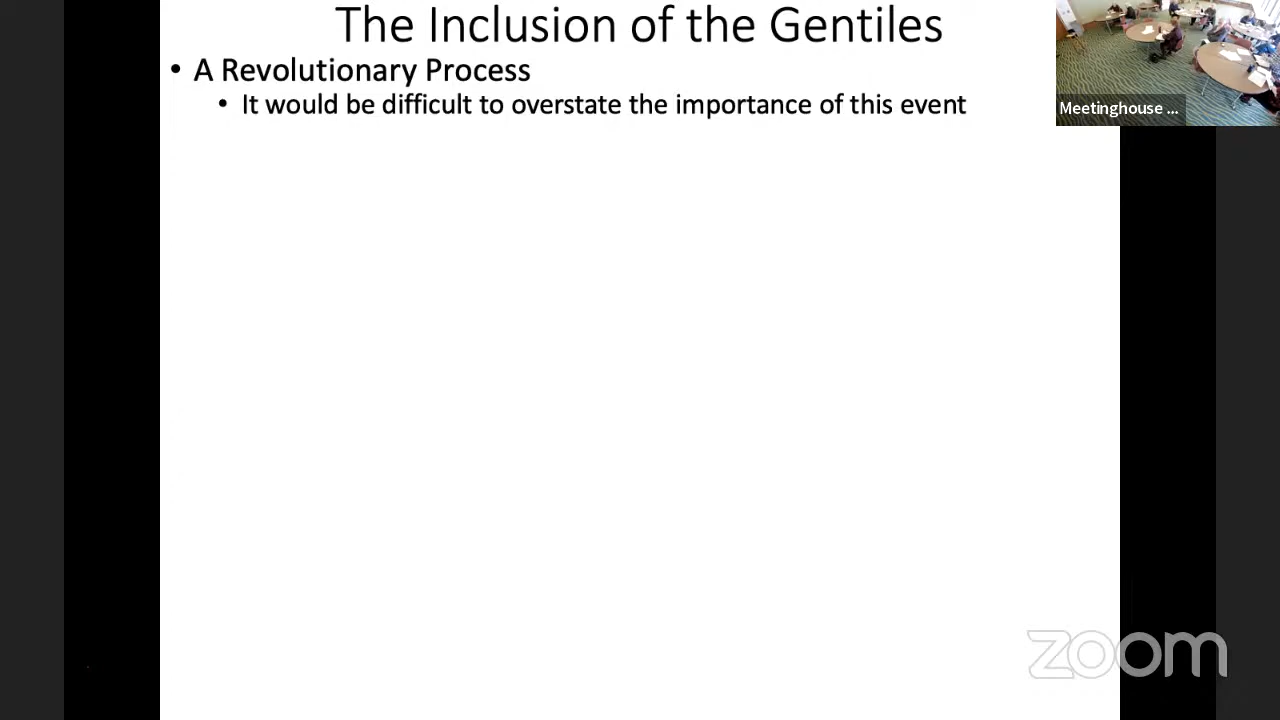 The Inclusion of the Gentiles
• A Revolutionary Process
• It would be difficult to overstate the importance of this event
Meetinghouse ...
zoom